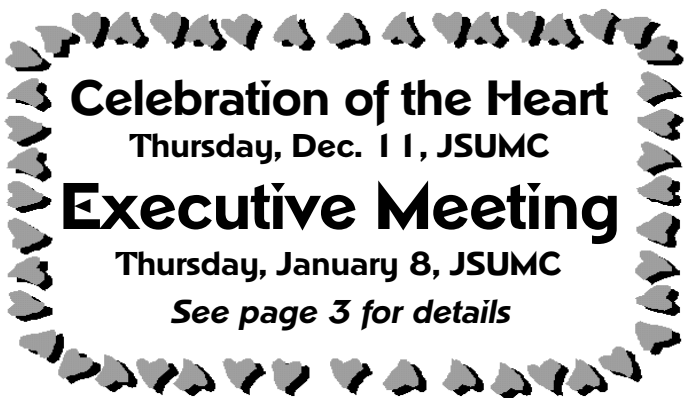 Celebration of the Heart
Thursday, Dec. 11, JSUMC
Executive Meeting
Thursday, January 8, JSUMC
See page 3 for details